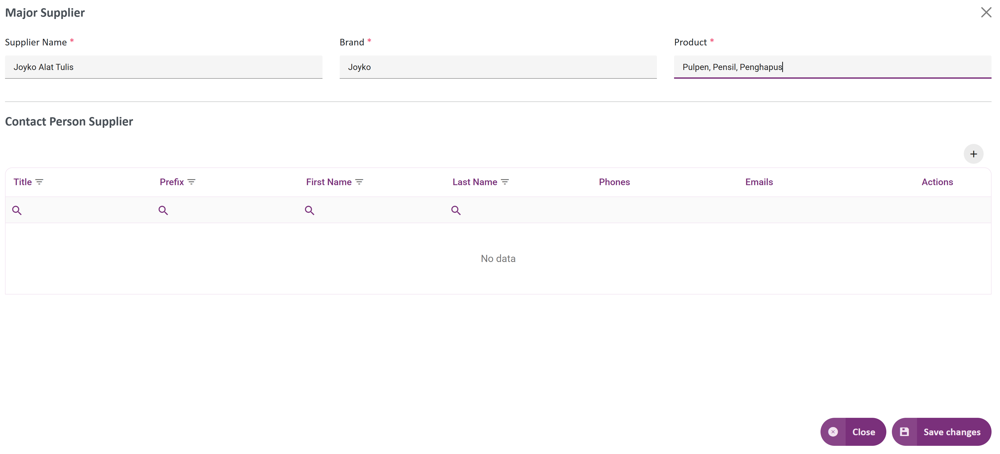 Major Supplier
Supplier Name * Brand * Product *
Joyko Alat Tulis Joyko Pulpen, Pensil, Penghapus
Contact Person Supplier
Title Prefix First Name Last Name Phones Emails Actions
No data
Close Save changes